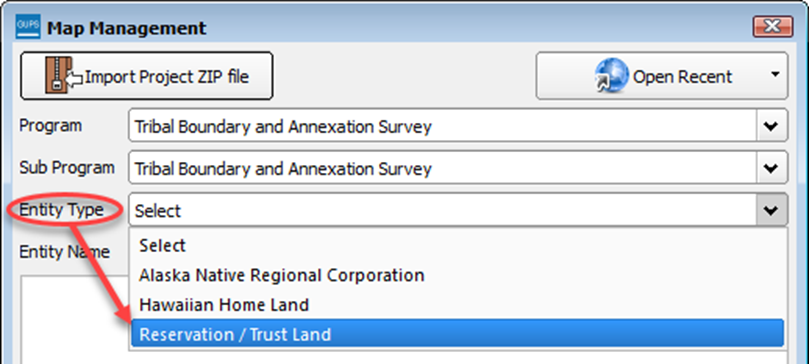 GUPS Map Management
Import Project ZIP file Open Recent
Program Tribal Boundary and Annexation Survey
Sub Program Tribal Boundary and Annexation Survey
Entity Type Select
Select
Entity Name
Alaska Native Regional Corporation
Hawaiian Home Land
Reservation / Trust Land